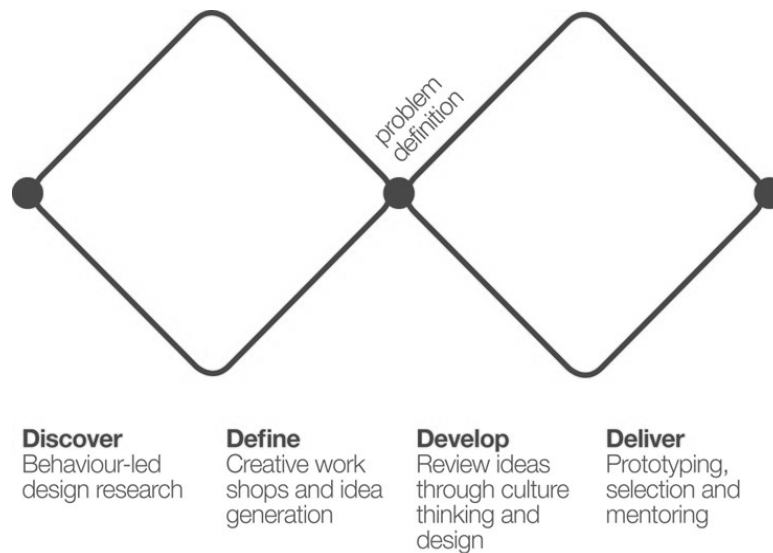 problem
definition
Discover
Behaviour-led
design research
Define
Creative work
shops and idea
generation
Develop
Review ideas
through culture
thinking and
design
Deliver
Prototyping,
selection and
mentoring